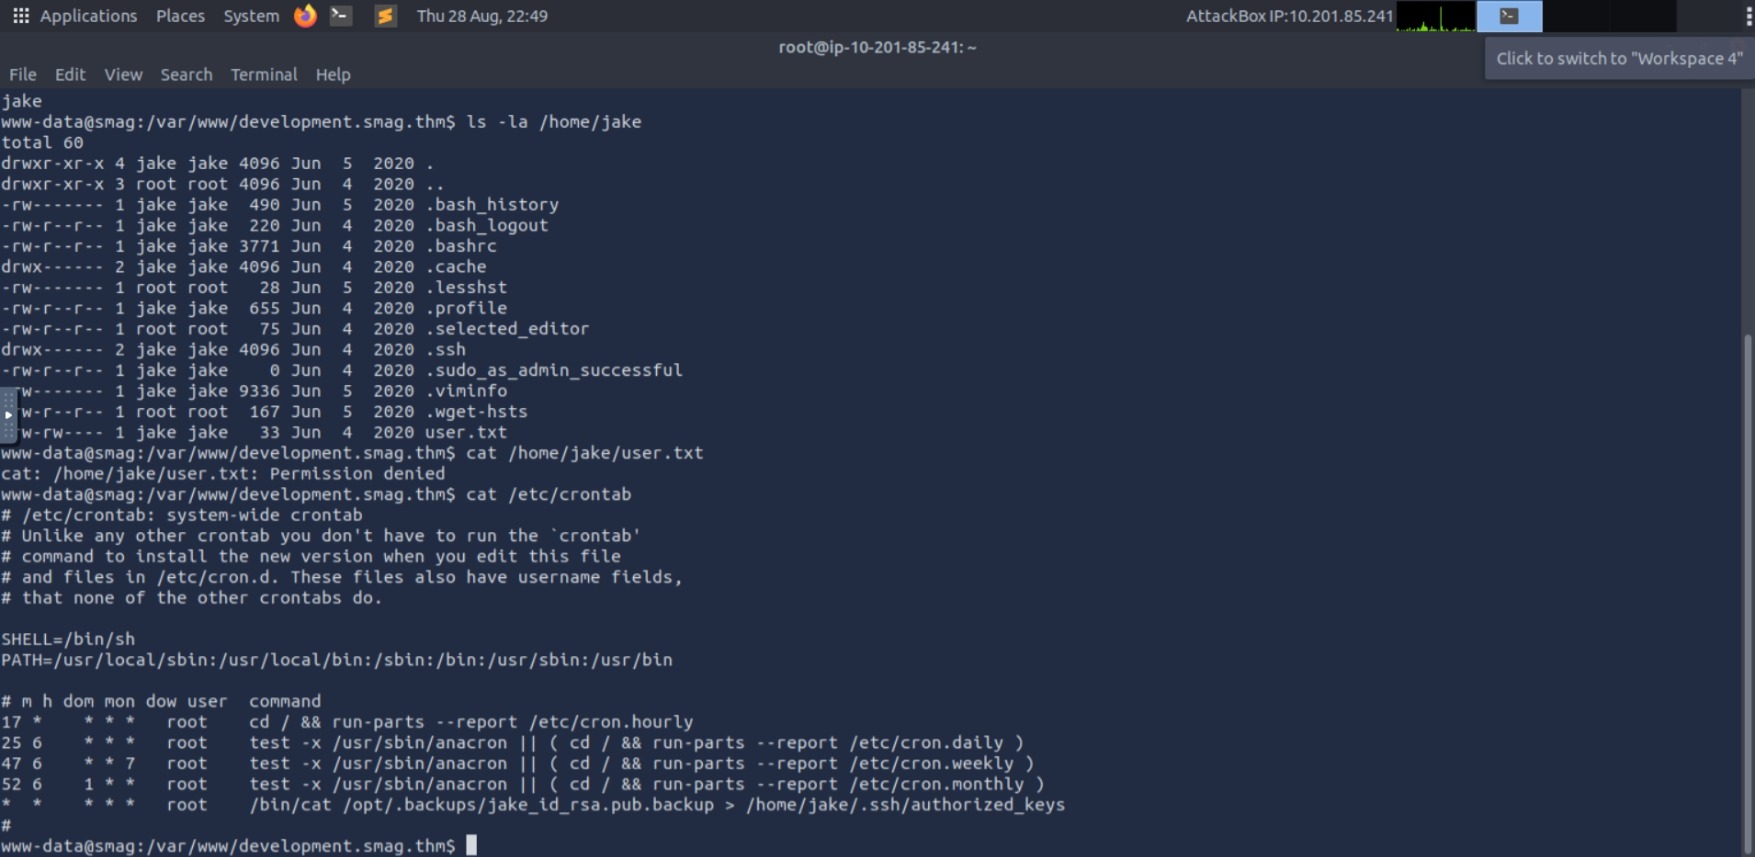 Applications Places System Thu 28 Aug, 22:49 AttackBox IP:10.201.85.241
root@ip-10-201-85-241: ~
Click to switch to "Workspace 4"
File Edit View Search Terminal Help
jake
www-data@smag:/var/www/development.smag.thm$ ls -la /home/jake
total 60
drwxr-xr-x 4 jake jake 4096 Jun  5  2020 .
drwxr-xr-x 3 root root 4096 Jun  4  2020 ..
-rw------- 1 jake jake  490 Jun  5  2020 .bash_history
-rw-r--r-- 1 jake jake  220 Jun  4  2020 .bash_logout
-rw-r--r-- 1 jake jake 3771 Jun  4  2020 .bashrc
drwx------ 2 jake jake 4096 Jun  4  2020 .cache
-rw------- 1 root root   28 Jun  5  2020 .lesshst
-rw-r--r-- 1 jake jake  655 Jun  4  2020 .profile
-rw-r--r-- 1 root root   75 Jun  4  2020 .selected_editor
drwx------ 2 jake jake 4096 Jun  4  2020 .ssh
-rw-r--r-- 1 jake jake    0 Jun  4  2020 .sudo_as_admin_successful
rw------- 1 jake jake 9336 Jun  5  2020 .viminfo
w-r--r-- 1 root root  167 Jun  5  2020 .wget-hsts
rw-rw---- 1 jake jake   33 Jun  4  2020 user.txt
www-data@smag:/var/www/development.smag.thm$ cat /home/jake/user.txt
cat: /home/jake/user.txt: Permission denied
www-data@smag:/var/www/development.smag.thm$ cat /etc/crontab
# /etc/crontab: system-wide crontab
# Unlike any other crontab you don't have to run the `crontab'
# command to install the new version when you edit this file
# and files in /etc/cron.d. These files also have username fields,
# that none of the other crontabs do.
SHELL=/bin/sh
PATH=/usr/local/sbin:/usr/local/bin:/sbin:/bin:/usr/sbin:/usr/bin
# m h dom mon dow user  command
17 *    * * *   root    cd / && run-parts --report /etc/cron.hourly
25 6    * * *   root    test -x /usr/sbin/anacron || ( cd / && run-parts --report /etc/cron.daily )
47 6    * * 7   root    test -x /usr/sbin/anacron || ( cd / && run-parts --report /etc/cron.weekly )
52 6    1 * *   root    test -x /usr/sbin/anacron || ( cd / && run-parts --report /etc/cron.monthly )
*  *    * * *   root    /bin/cat /opt/.backups/jake_id_rsa.pub.backup > /home/jake/.ssh/authorized_keys
#
www-data@smag:/var/www/development.smag.thm$